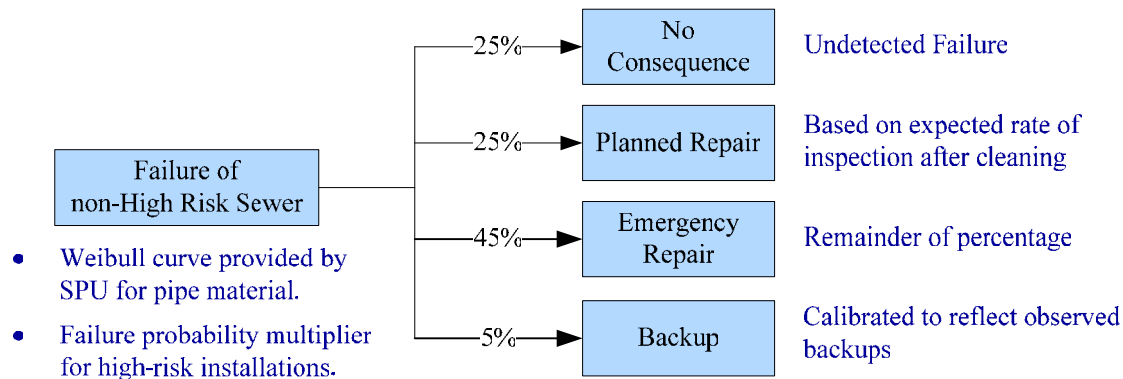 Failure of
non-High Risk Sewer
• Weibull curve provided by
SPU for pipe material.
• Failure probability multiplier
for high-risk installations.
25%
No
Consequence
Undetected Failure
25%
Planned Repair
Based on expected rate of
inspection after cleaning
45%
Emergency
Repair
Remainder of percentage
5%
Backup
Calibrated to reflect observed
backups